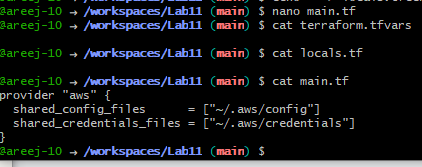 @areej-10 → /workspaces/Lab11 (main) $ nano main.tf
@areej-10 → /workspaces/Lab11 (main) $ cat terraform.tfvars
@areej-10 → /workspaces/Lab11 (main) $ cat locals.tf
@areej-10 → /workspaces/Lab11 (main) $ cat main.tf
provider "aws" {
  shared_config_files      = ["~/.aws/config"]
  shared_credentials_files = ["~/.aws/credentials"]
}
@areej-10 → /workspaces/Lab11 (main) $